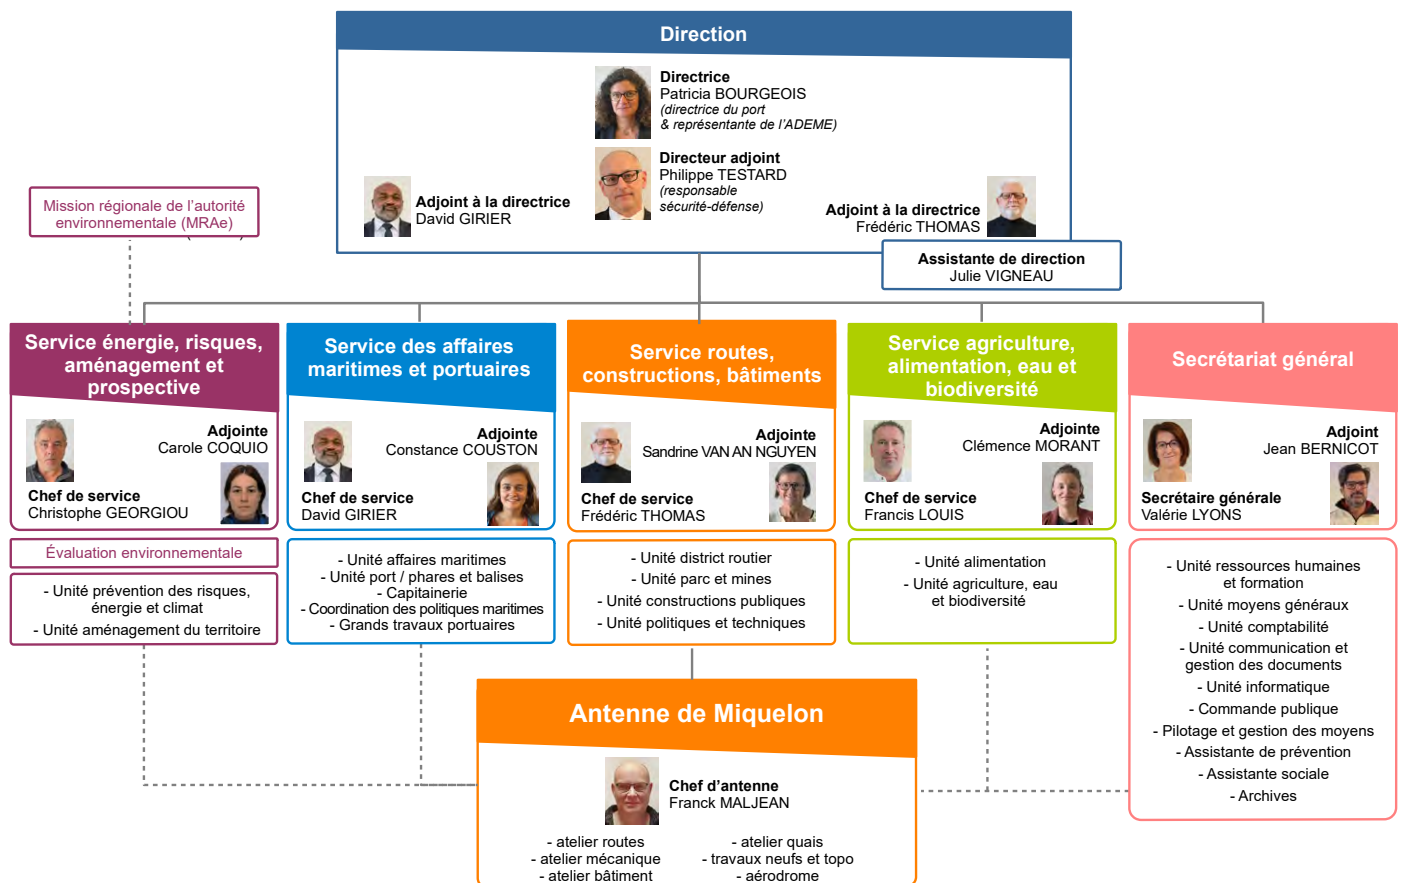 Direction
Directrice
Patricia BOURGEOIS
(directrice du port
& représentante de l'ADEME)
Directeur adjoint
Philippe TESTARD
(responsable
sécurité-défense)
Adjoint à la directrice
David GIRIER
Adjoint à la directrice
Frédéric THOMAS
Assistante de direction
Julie VIGNEAU
Mission régionale de l'autorité
environnementale (MRAe)
Service énergie, risques,
aménagement et
prospective
Adjointe
Carole COQUIO
Chef de service
Christophe GEORGIOU
Évaluation environnementale
- Unité prévention des risques,
énergie et climat
- Unité aménagement du territoire
Service des affaires
maritimes et portuaires
Adjointe
Constance COUSTON
Chef de service
David GIRIER
- Unité affaires maritimes
- Unité port / phares et balises
- Capitainerie
- Coordination des politiques maritimes
- Grands travaux portuaires
Service routes,
constructions, bâtiments
Adjointe
Sandrine VAN AN NGUYEN
Chef de service
Frédéric THOMAS
- Unité district routier
- Unité parc et mines
- Unité constructions publiques
- Unité politiques et techniques
Service agriculture,
alimentation, eau et
biodiversité
Adjointe
Clémence MORANT
Chef de service
Francis LOUIS
- Unité alimentation
- Unité agriculture, eau
et biodiversité
Secrétariat général
Adjoint
Jean BERNICOT
Secrétaire générale
Valérie LYONS
- Unité ressources humaines
et formation
- Unité moyens généraux
- Unité comptabilité
- Unité communication et
gestion des documents
- Unité informatique
- Commande publique
- Pilotage et gestion des moyens
- Assistante de prévention
- Assistante sociale
- Archives
Antenne de Miquelon
Chef d'antenne
Franck MALJEAN
- atelier routes
- atelier mécanique
- atelier bâtiment
- atelier quais
- travaux neufs et topo
- aérodrome